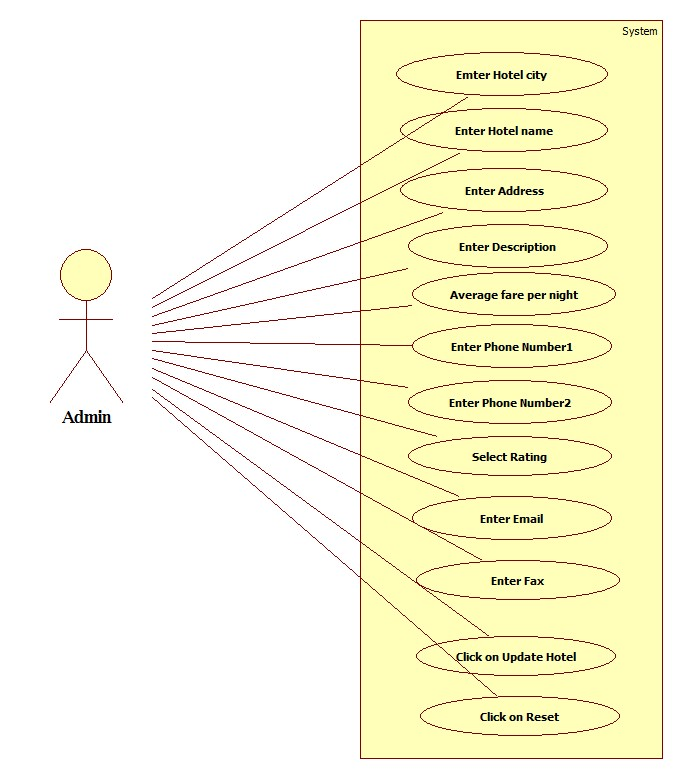 System
Emter Hotel city
Enter Hotel name
Enter Address
Enter Description
Average fare per night
Enter Phone Number1
Enter Phone Number2
Admin
Select Rating
Enter Email
Enter Fax
Click on Update Hotel
Click on Reset